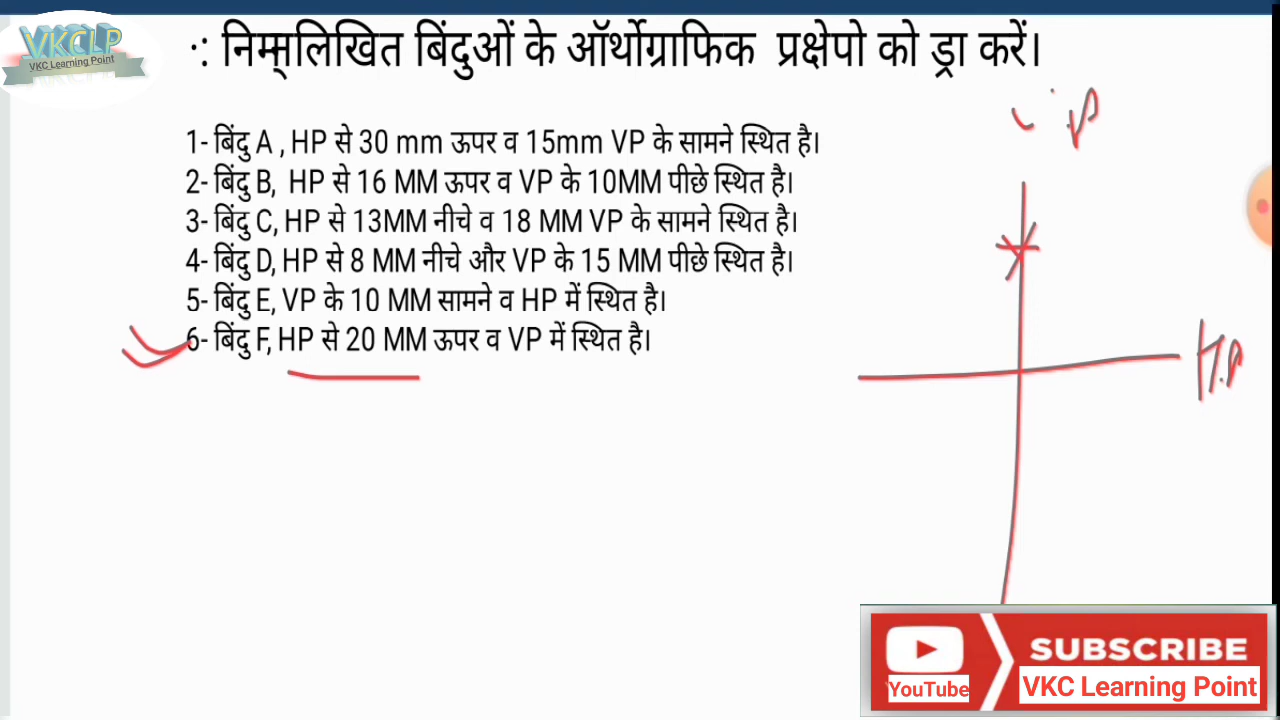 VKCLP
VKC Learning Point
∴ निम्म्लिखित बिंदुओं के ऑर्थोग्राफिक प्रक्षेपो को ड्रा करें।
1- बिंदु A , HP से 30 mm ऊपर व 15mm VP के सामने स्थित है।
2- बिंदु B, HP से 16 MM ऊपर व VP के 10MM पीछे स्थित है।
3- बिंदु C, HP से 13MM नीचे व 18 MM VP के सामने स्थित है।
4- बिंदु D, HP से 8 MM नीचे और VP के 15 MM पीछे स्थित है।
5- बिंदु E, VP के 10 MM सामने व HP में स्थित है।
6- बिंदु F, HP से 20 MM ऊपर व VP में स्थित है।
V.P
H.P
SUBSCRIBE
YouTube
VKC Learning Point